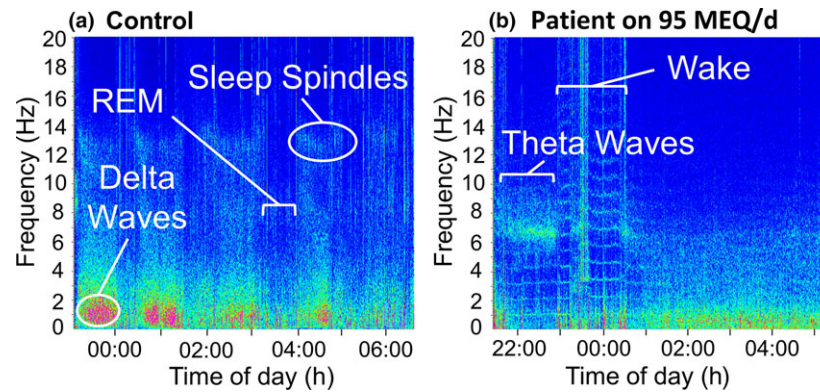 (a) Control
Frequency (Hz)
20
18
16
14
12
10
8
6
4
2
0
Sleep Spindles
REM
Delta
Waves
00:00 02:00 04:00 06:00
Time of day (h)
(b) Patient on 95 MEQ/d
Frequency (Hz)
20
18
16
14
12
10
8
6
4
2
0
Wake
Theta Waves
22:00 00:00 02:00 04:00
Time of day (h)